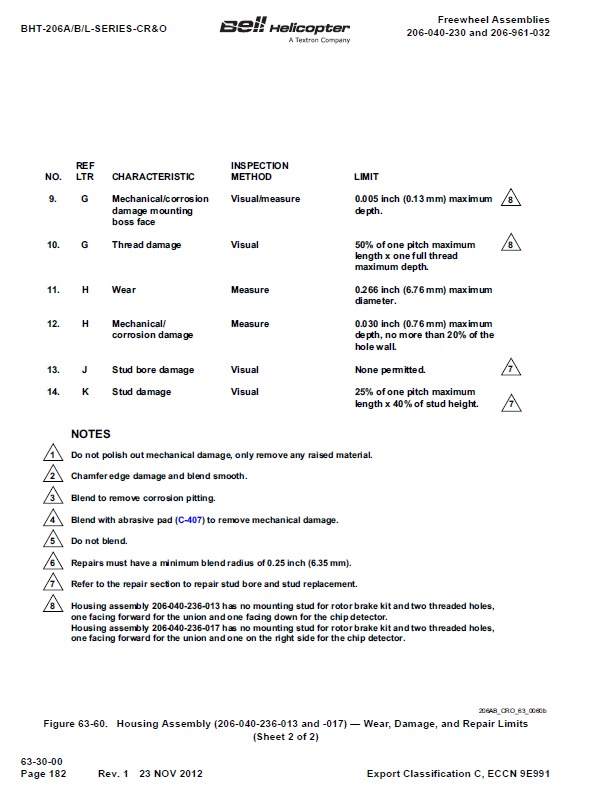 BHT-206A/B/L-SERIES-CR&O
Bell Helicopter
A Textron Company
Freewheel Assemblies
206-040-230 and 206-961-032
NO. REF LTR CHARACTERISTIC INSPECTION METHOD LIMIT
9. G Mechanical/corrosion Visual/measure 0.005 inch (0.13 mm) maximum 8
damage mounting depth.
boss face
10. G Thread damage Visual 50% of one pitch maximum 8
length x one full thread
maximum depth.
11. H Wear Measure 0.266 inch (6.76 mm) maximum
diameter.
12. H Mechanical/ Measure 0.030 inch (0.76 mm) maximum
corrosion damage depth, no more than 20% of the
hole wall.
13. J Stud bore damage Visual None permitted. 7
14. K Stud damage Visual 25% of one pitch maximum
length x 40% of stud height. 7
NOTES
1 Do not polish out mechanical damage, only remove any raised material.
2 Chamfer edge damage and blend smooth.
3 Blend to remove corrosion pitting.
4 Blend with abrasive pad (C-407) to remove mechanical damage.
5 Do not blend.
6 Repairs must have a minimum blend radius of 0.25 inch (6.35 mm).
7 Refer to the repair section to repair stud bore and stud replacement.
8 Housing assembly 206-040-236-013 has no mounting stud for rotor brake kit and two threaded holes,
one facing forward for the union and one facing down for the chip detector.
Housing assembly 206-040-236-017 has no mounting stud for rotor brake kit and two threaded holes,
one facing forward for the union and one on the right side for the chip detector.
206AB_CRO_63_0060b
Figure 63-60. Housing Assembly (206-040-236-013 and -017) — Wear, Damage, and Repair Limits
(Sheet 2 of 2)
63-30-00
Page 182 Rev. 1 23 NOV 2012 Export Classification C, ECCN 9E991